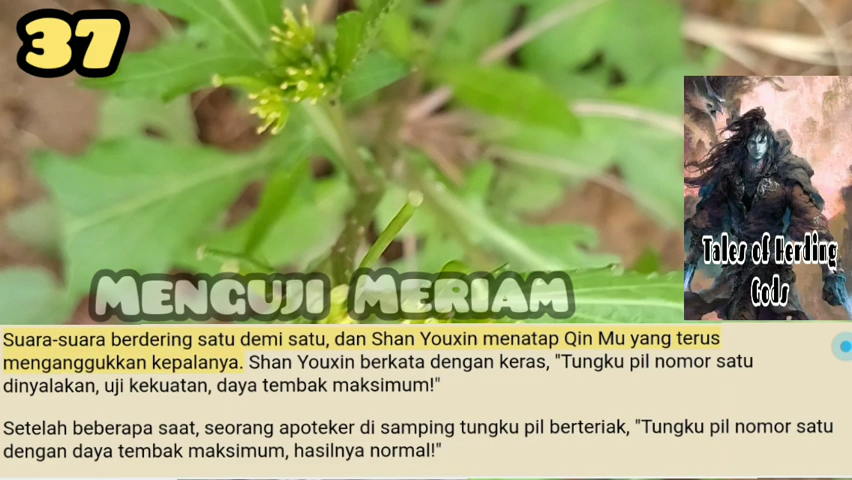 37
Tales of Herding
Gods
MENGUJI MERIAM
Suara-suara berdering satu demi satu, dan Shan Youxin menatap Qin Mu yang terus
menganggukkan kepalanya. Shan Youxin berkata dengan keras, "Tungku pil nomor satu
dinyalakan, uji kekuatan, daya tembak maksimum!"
Setelah beberapa saat, seorang apoteker di samping tungku pil berteriak, "Tungku pil nomor satu
dengan daya tembak maksimum, hasilnya normal!"